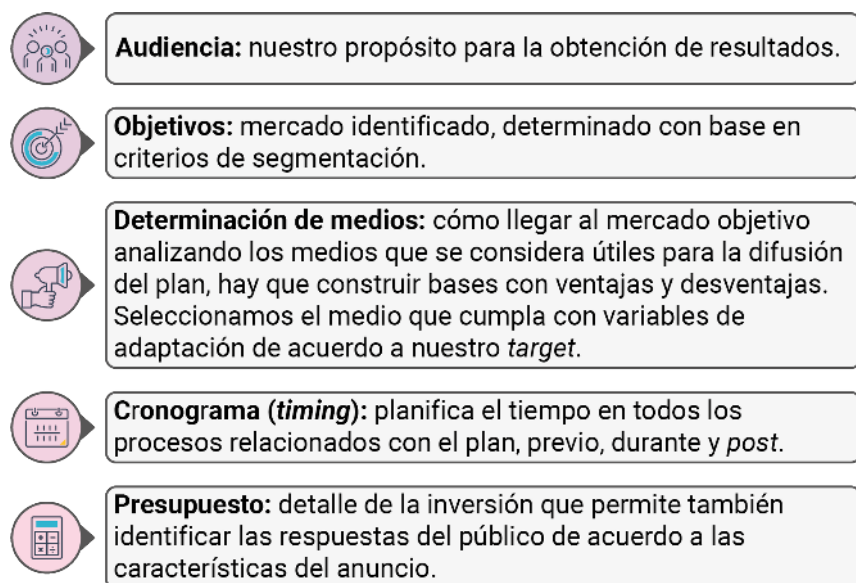 Audiencia: nuestro propósito para la obtención de resultados.
Objetivos: mercado identificado, determinado con base en
criterios de segmentación.
Determinación de medios: cómo llegar al mercado objetivo
analizando los medios que se considera útiles para la difusión
del plan, hay que construir bases con ventajas y desventajas.
Seleccionamos el medio que cumpla con variables de
adaptación de acuerdo a nuestro target.
Cronograma (timing): planifica el tiempo en todos los
procesos relacionados con el plan, previo, durante y post.
Presupuesto: detalle de la inversión que permite también
identificar las respuestas del público de acuerdo a las
características del anuncio.